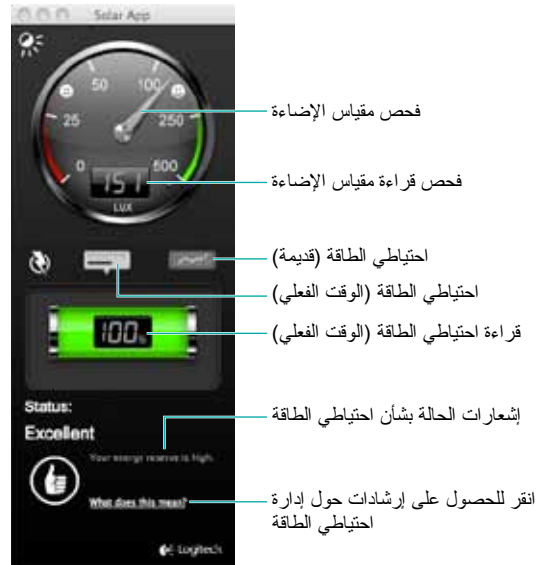 Solar App
50
100
25
250
0
500
151
LUX
فحص مقياس الإضاءة
فحص قراءة مقياس الإضاءة
احتياطي الطاقة (قديمة)
احتياطي الطاقة (الوقت الفعلي)
قراءة احتياطي الطاقة (الوقت الفعلي)
100%
Status:
Excellent
إشعارات الحالة بشأن احتياطي الطاقة
Your energy reserve is high.
What does this mean?
انقر للحصول على إرشادات حول إدارة
احتياطي الطاقة
Logitech